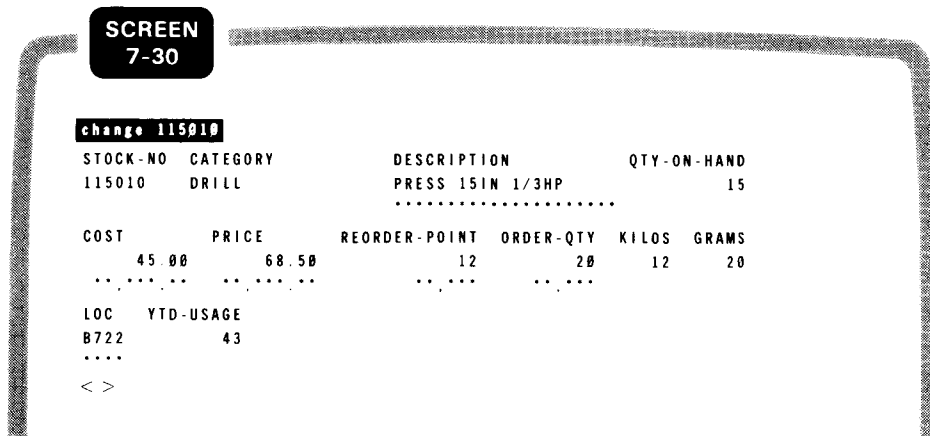 SCREEN
7-30
change 115010
STOCK-NO CATEGORY DESCRIPTION QTY-ON-HAND
115010 DRILL PRESS 15IN 1/3HP 15
......................
COST PRICE REORDER-POINT ORDER-QTY KILOS GRAMS
45.00 68.50 12 20 12 20
..,...... ..,...... ..,... ..,...
LOC YTD-USAGE
B722 43
....
< >